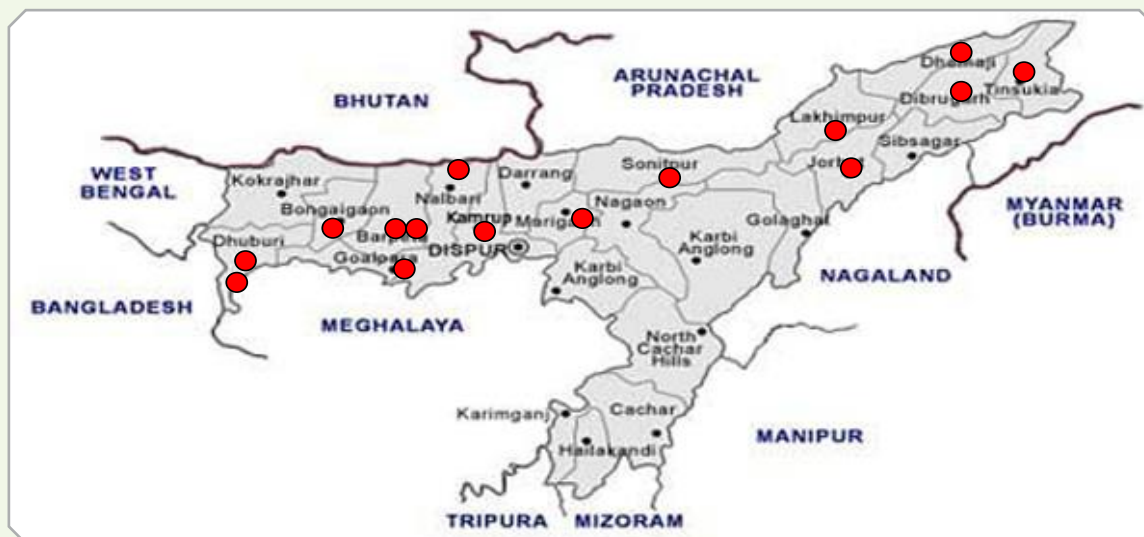 ARUNACHAL
PRADESH
BHUTAN
Dhemaji
Tinsukia
Dibrugarh
Lakhimpur
Sibsagar
Jorhat
Sonitpur
Darrang
WEST
BENGAL
Kokrajhar
Nalbari
Nagaon
MYANMAR
(BURMA)
Bongaigaon
Kamrup
Golaghat
Barpeta
DISPUR
Karbi
Anglong
Dhuburi
Goalpara
Karbi
Anglong
NAGALAND
BANGLADESH
MEGHALAYA
North
Cachar
Hills
Karimganj
Cachar
MANIPUR
Hailakandi
TRIPURA
MIZORAM